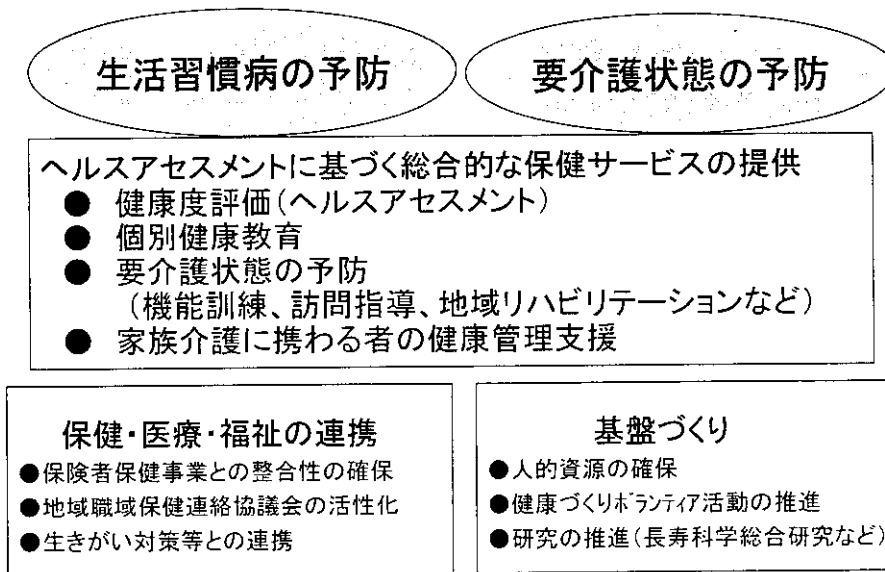 生活習慣病の予防
要介護状態の予防
ヘルスアセスメントに基づく総合的な保健サービスの提供
● 健康度評価(ヘルスアセスメント)
● 個別健康教育
● 要介護状態の予防
(機能訓練、訪問指導、地域リハビリテーションなど)
● 家族介護に携わる者の健康管理支援
保健・医療・福祉の連携
●保険者保健事業との整合性の確保
●地域職域保健連絡協議会の活性化
●生きがい対策等との連携
基盤づくり
●人的資源の確保
●健康づくりボランティア活動の推進
●研究の推進(長寿科学総合研究など)